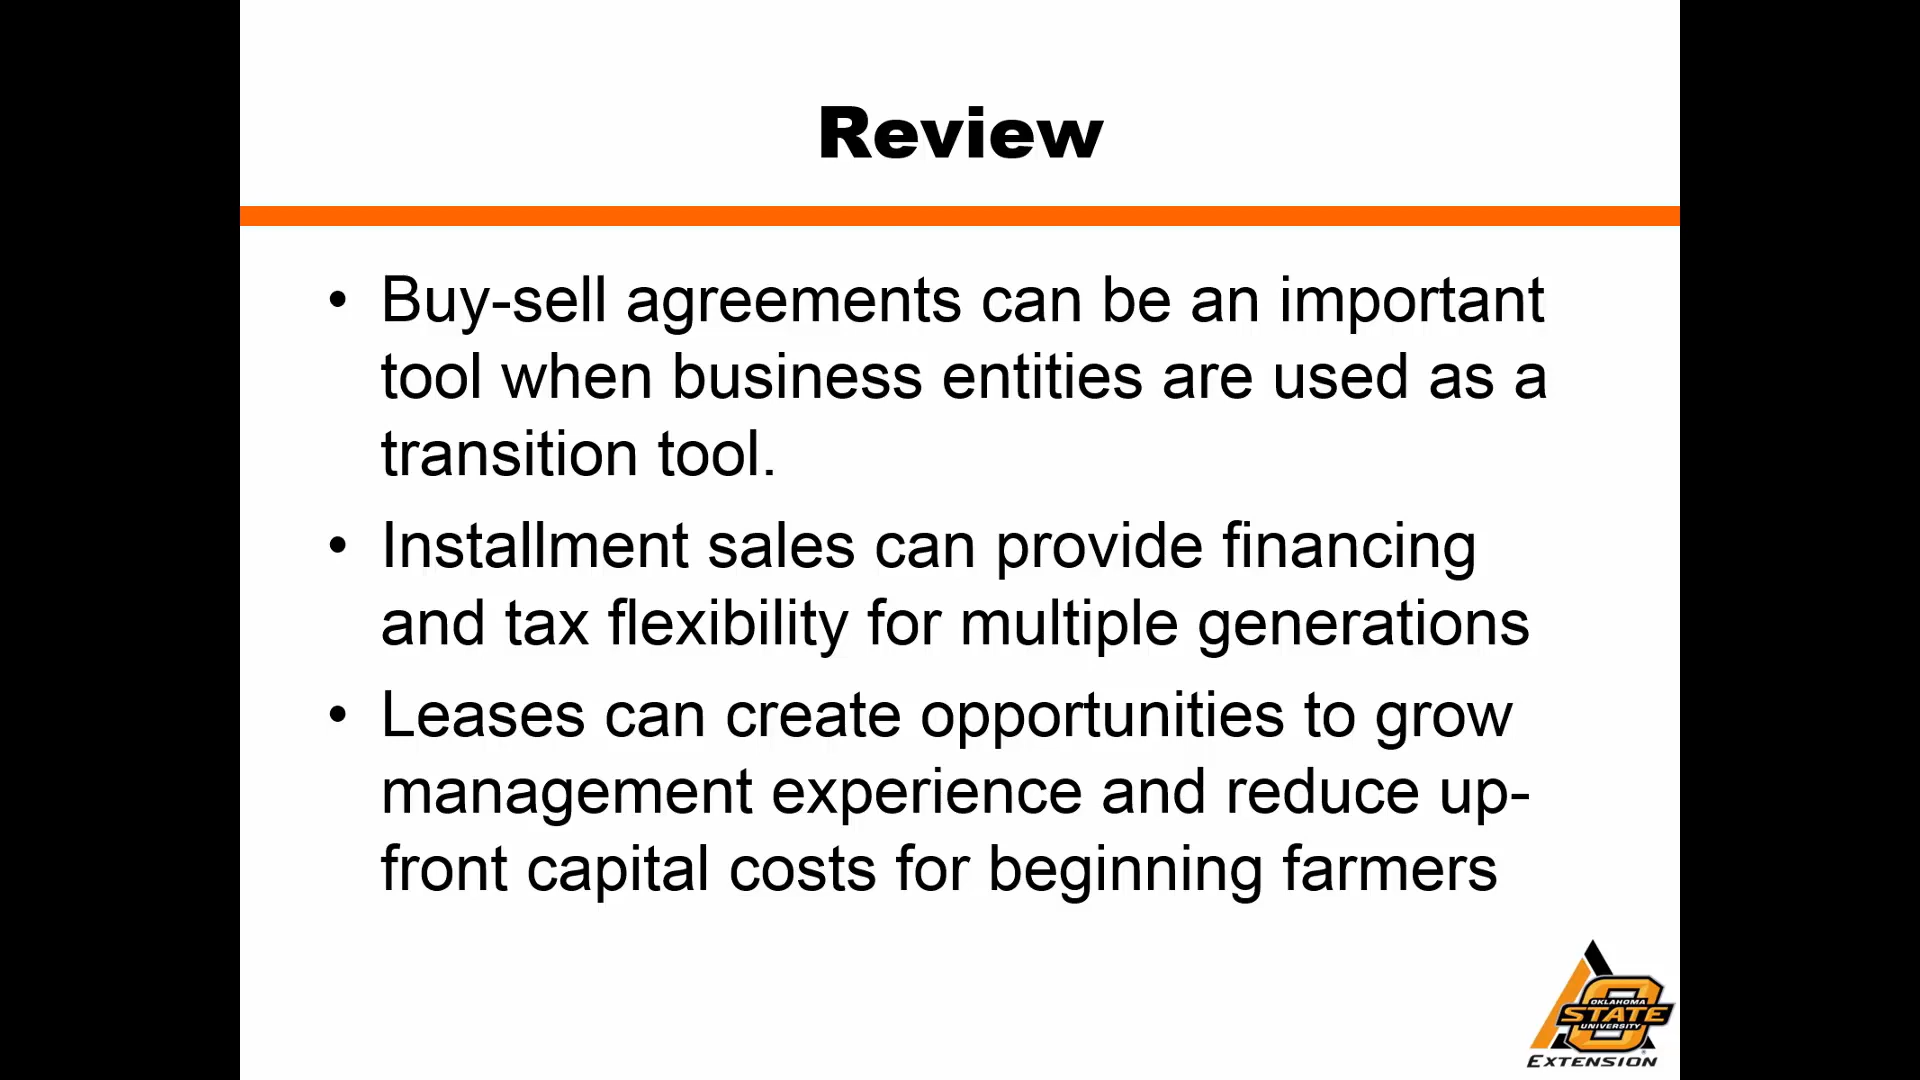 Review
• Buy-sell agreements can be an important
tool when business entities are used as a
transition tool.
• Installment sales can provide financing
and tax flexibility for multiple generations
• Leases can create opportunities to grow
management experience and reduce up-
front capital costs for beginning farmers
OKLAHOMA
STATE
UNIVERSITY
EXTENSION